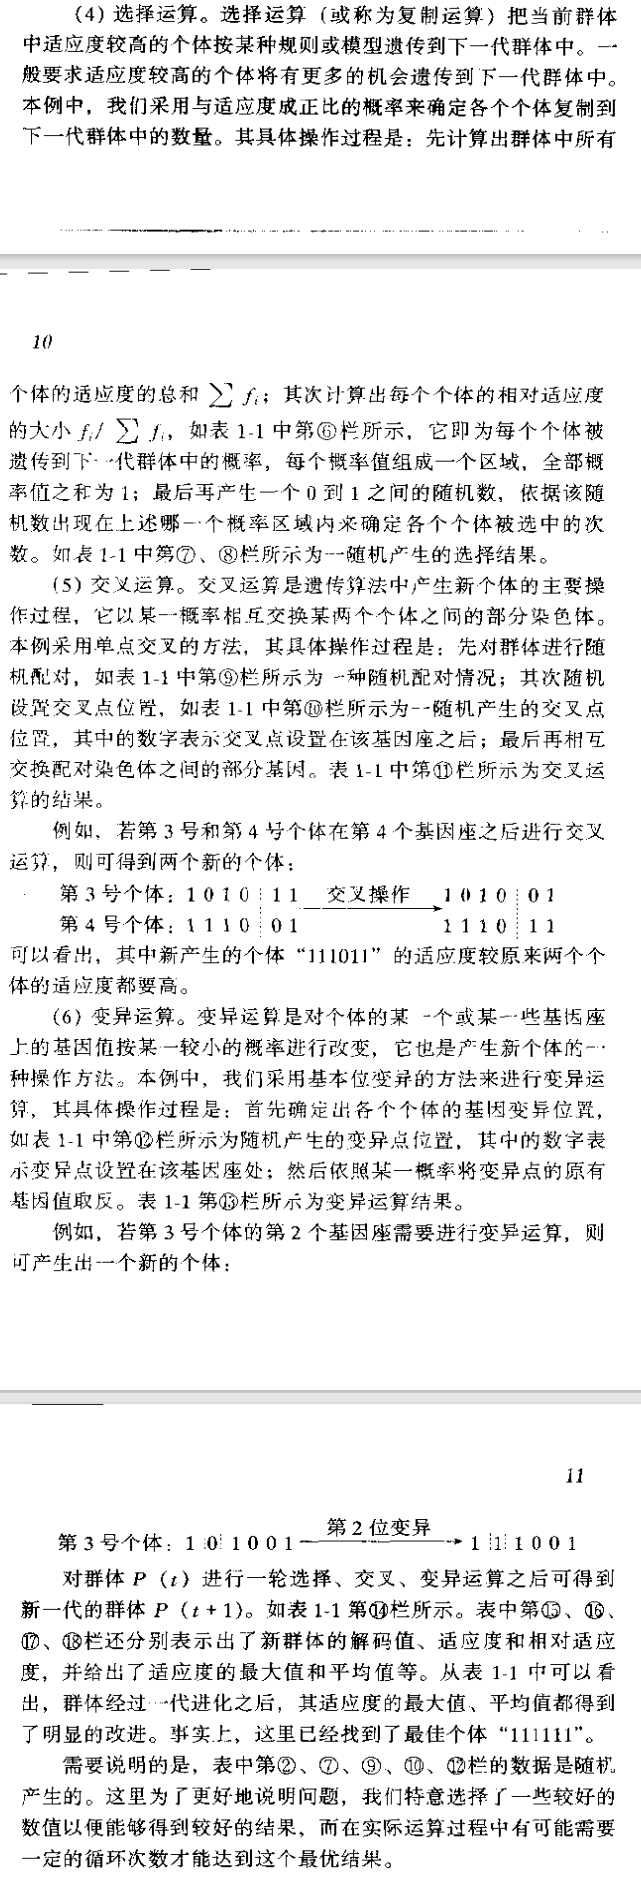 (4) 选择运算。选择运算（或称为复制运算）把当前群体
中适应度较高的个体按某种规则或模型遗传到下一代群体中。一
般要求适应度较高的个体将有更多的机会遗传到下一代群体中。
本例中，我们采用与适应度成正比的概率来确定各个个体复制到
下一代群体中的数量。其具体操作过程是：先计算出群体中所有
10
个体的适应度的总和 ∑ fᵢ；其次计算出每个个体的相对适应度
的大小 fᵢ/ ∑ fᵢ，如表 1-1 中第⑥栏所示，它即为每个个体被
遗传到下一代群体中的概率，每个概率值组成一个区域，全部概
率值之和为 1；最后再产生一个 0 到 1 之间的随机数，依据该随
机数出现在上述哪一个概率区域内来确定各个个体被选中的次
数。如表 1-1 中第⑦、⑧栏所示为一随机产生的选择结果。
(5) 交叉运算。交叉运算是遗传算法中产生新个体的主要操
作过程，它以某一概率相互交换某两个个体之间的部分染色体。
本例采用单点交叉的方法，其具体操作过程是：先对群体进行随
机配对，如表 1-1 中第⑨栏所示为一种随机配对情况；其次随机
设置交叉点位置，如表 1-1 中第⑩栏所示为一随机产生的交叉点
位置，其中的数字表示交叉点设置在该基因座之后；最后再相互
交换配对染色体之间的部分基因。表 1-1 中第⑪栏所示为交叉运
算的结果。
例如，若第 3 号和第 4 号个体在第 4 个基因座之后进行交叉
运算，则可得到两个新的个体：
第 3 号个体：1 0 1 0 ┊ 1 1 交叉操作 1 0 1 0 ┊ 0 1
第 4 号个体：1 1 1 0 ┊ 0 1 → 1 1 1 0 ┊ 1 1
可以看出，其中新产生的个体“111011”的适应度较原来两个个
体的适应度都要高。
(6) 变异运算。变异运算是对个体的某一个或某一些基因座
上的基因值按某一较小的概率进行改变，它也是产生新个体的一
种操作方法。本例中，我们采用基本位变异的方法来进行变异运
算，其具体操作过程是：首先确定出各个个体的基因变异位置，
如表 1-1 中第⑫栏所示为随机产生的变异点位置，其中的数字表
示变异点设置在该基因座处；然后依照某一概率将变异点的原有
基因值取反。表 1-1 第⑬栏所示为变异运算结果。
例如，若第 3 号个体的第 2 个基因座需要进行变异运算，则
可产生出一个新的个体：
11
第 2 位变异
第 3 号个体：1 ┊0┊ 1 0 0 1 → 1 ┊1┊ 1 0 0 1
对群体 P（t）进行一轮选择、交叉、变异运算之后可得到
新一代的群体 P（t + 1）。如表 1-1 第⑭栏所示。表中第⑮、⑯、
⑰、⑱栏还分别表示出了新群体的解码值、适应度和相对适应
度，并给出了适应度的最大值和平均值等。从表 1-1 中可以看
出，群体经过一代进化之后，其适应度的最大值、平均值都得到
了明显的改进。事实上，这里已经找到了最佳个体“111111”。
需要说明的是，表中第②、⑦、⑨、⑩、⑫栏的数据是随机
产生的。这里为了更好地说明问题，我们特意选择了一些较好的
数值以便能够得到较好的结果，而在实际运算过程中有可能需要
一定的循环次数才能达到这个最优结果。